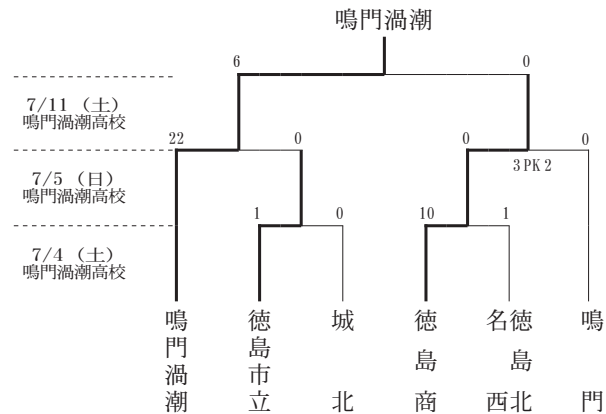 鳴門渦潮
6 0
7/11（土）
鳴門渦潮高校
22 0 0 0
3 PK 2
7/5（日）
鳴門渦潮高校
1 0 10 1
7/4（土）
鳴門渦潮高校
鳴門渦潮
徳島市立
城北
徳島商
徳島北
名西
鳴門